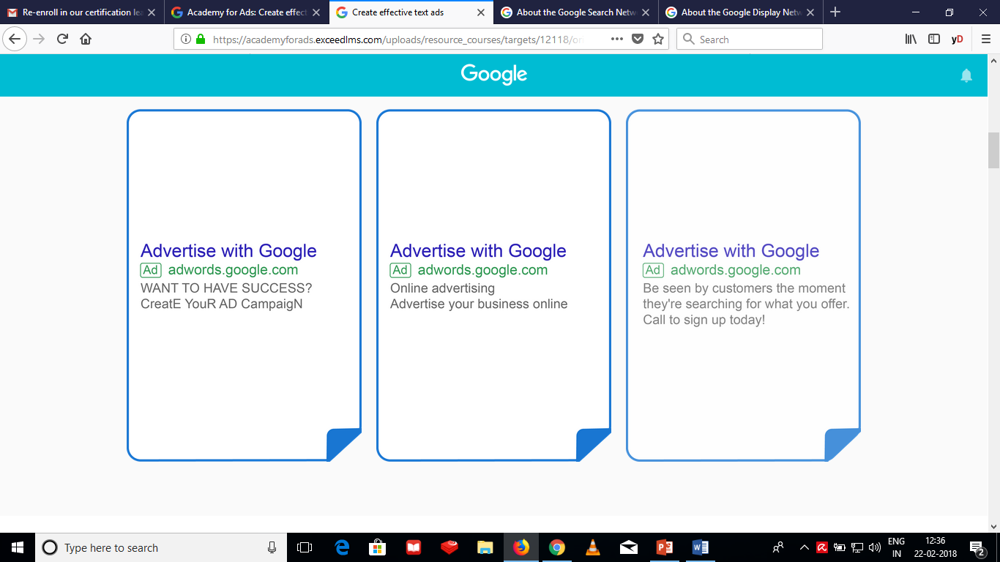 Re-enroll in our certification lea
Academy for Ads: Create effect
Create effective text ads
About the Google Search Netw
About the Google Display Netw
https://academyforads.exceedlms.com/uploads/resource_courses/targets/12118/o
Search
yD
Google
Advertise with Google
Ad adwords.google.com
WANT TO HAVE SUCCESS?
CreatE YouR AD CampaigN
Advertise with Google
Ad adwords.google.com
Online advertising
Advertise your business online
Advertise with Google
Ad adwords.google.com
Be seen by customers the moment
they're searching for what you offer.
Call to sign up today!
Type here to search
ENG
IN
12:36
22-02-2018
2